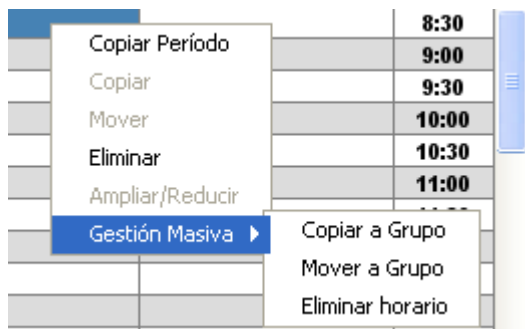 8:30
9:00
9:30
10:00
10:30
11:00
Copiar Período
Copiar
Mover
Eliminar
Ampliar/Reducir
Gestión Masiva
Copiar a Grupo
Mover a Grupo
Eliminar horario